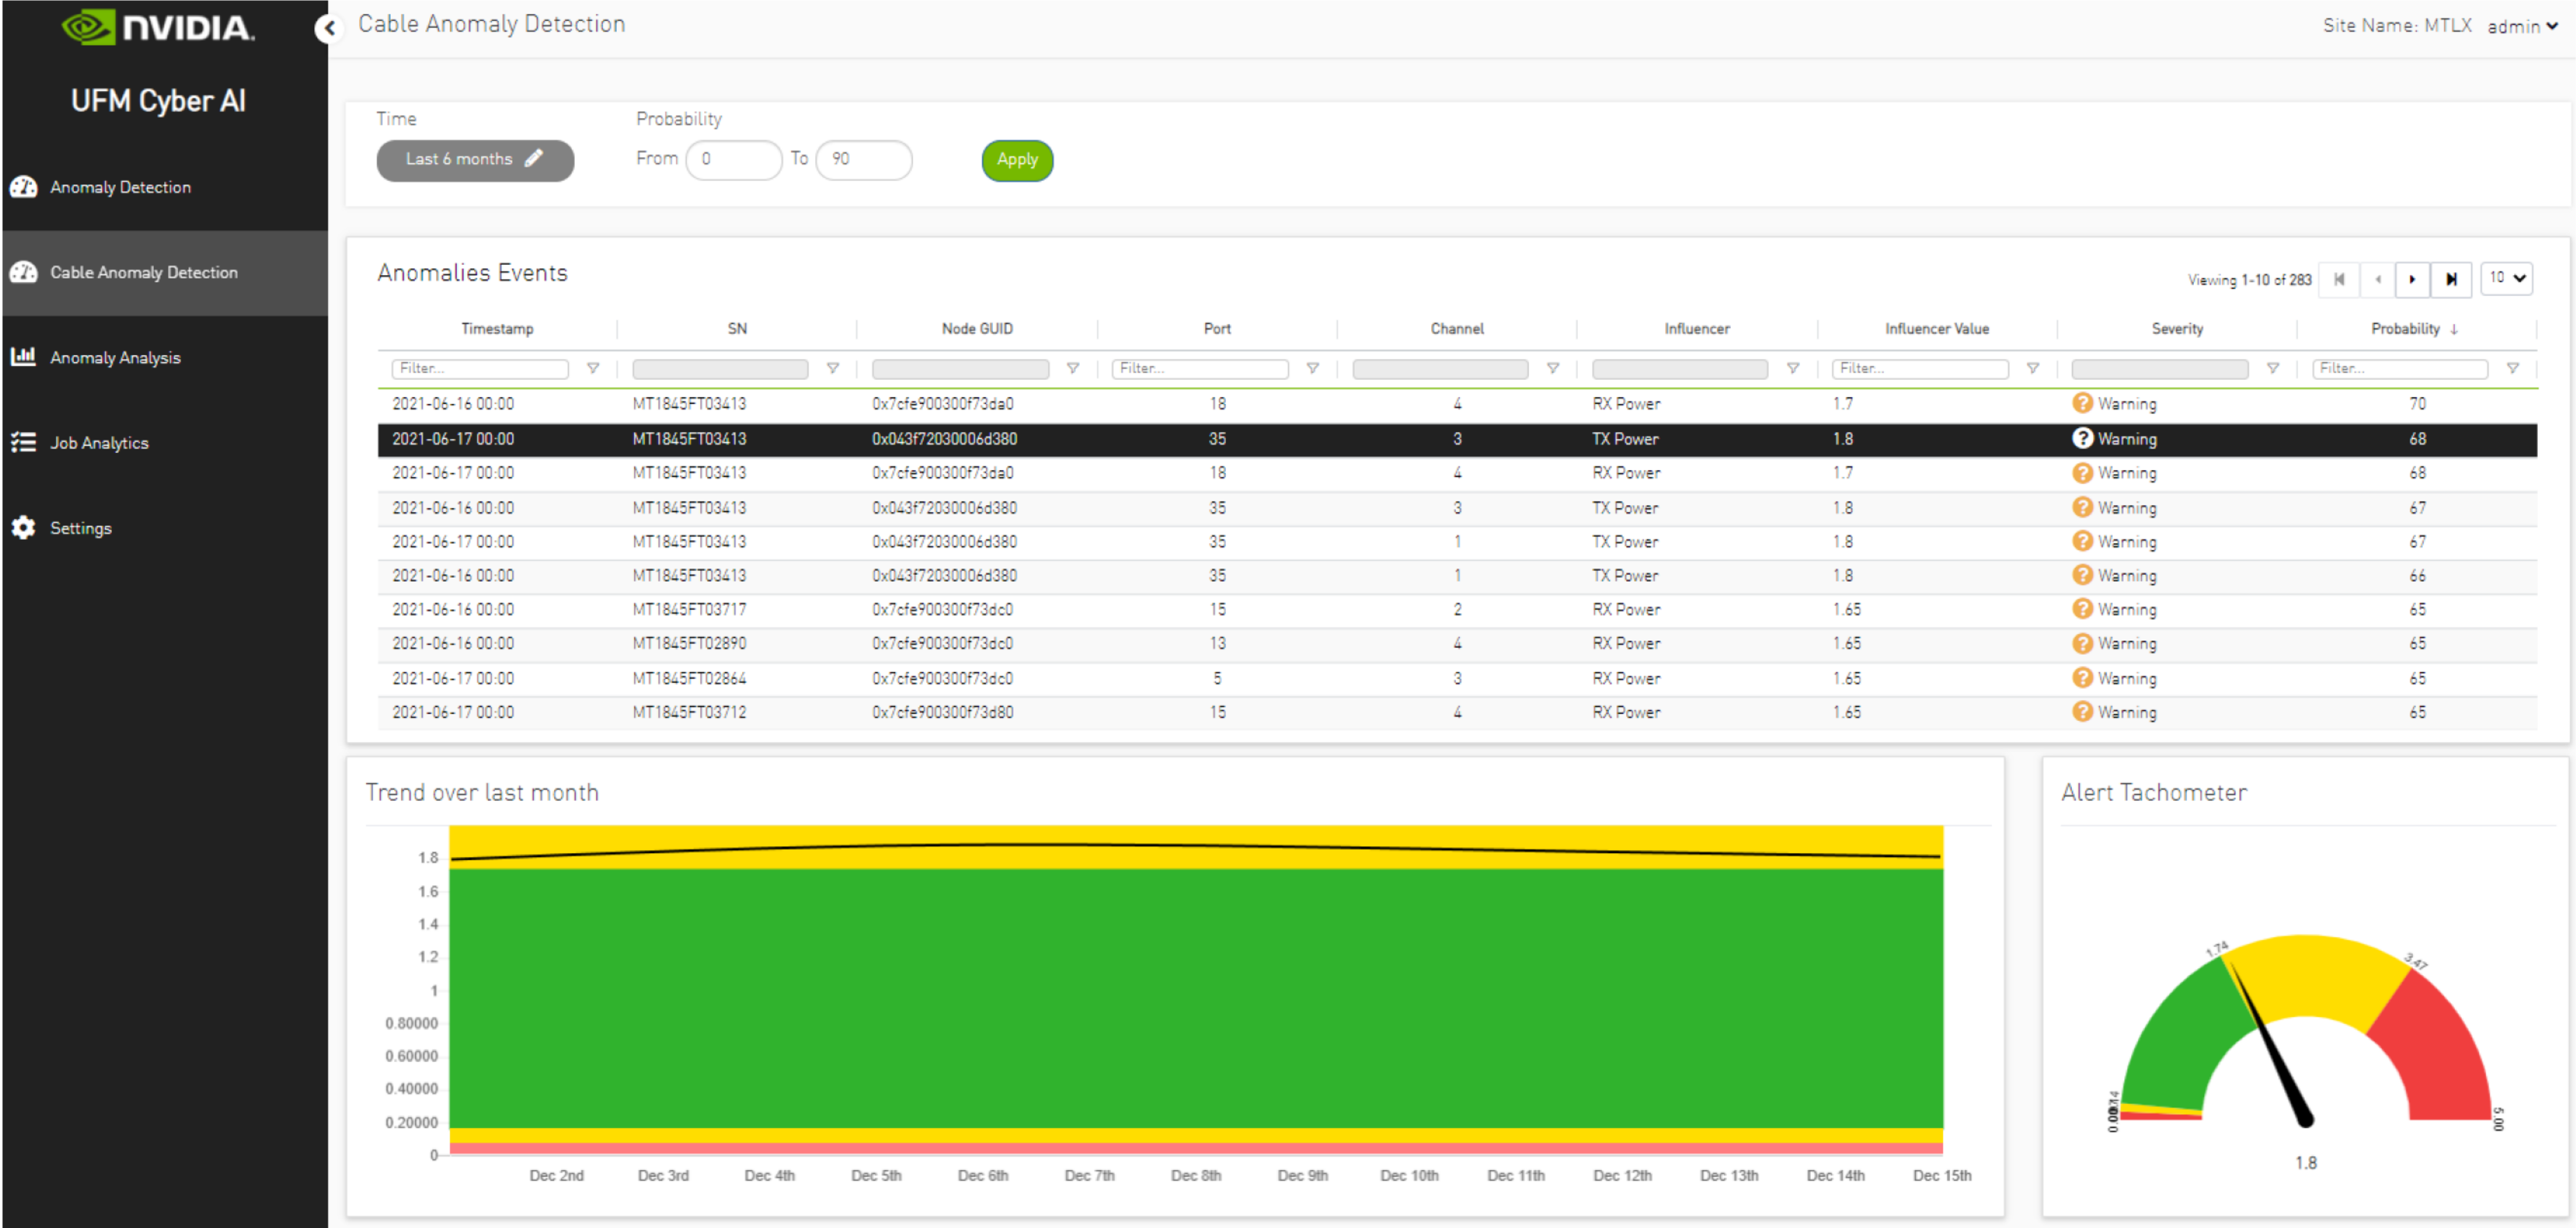 NVIDIA.
UFM Cyber AI
Anomaly Detection
Cable Anomaly Detection
Anomaly Analysis
Job Analytics
Settings
Cable Anomaly Detection
Site Name: MTLX admin
Time
Probability
Last 6 months
From 0 To 90
Apply
Anomalies Events
Viewing 1-10 of 283
10
Timestamp SN Node GUID Port Channel Influencer Influencer Value Severity Probability ↓
Filter... Filter... Filter... Filter...
2021-06-16 00:00 MT1845FT03413 0x7cfe900300f73da0 18 4 RX Power 1.7 Warning 70
2021-06-17 00:00 MT1845FT03413 0x043f72030006d380 35 3 TX Power 1.8 Warning 68
2021-06-17 00:00 MT1845FT03413 0x7cfe900300f73da0 18 4 RX Power 1.7 Warning 68
2021-06-16 00:00 MT1845FT03413 0x043f72030006d380 35 3 TX Power 1.8 Warning 67
2021-06-17 00:00 MT1845FT03413 0x043f72030006d380 35 1 TX Power 1.8 Warning 67
2021-06-16 00:00 MT1845FT03413 0x043f72030006d380 35 1 TX Power 1.8 Warning 66
2021-06-16 00:00 MT1845FT03717 0x7cfe900300f73dc0 15 2 RX Power 1.65 Warning 65
2021-06-16 00:00 MT1845FT02890 0x7cfe900300f73dc0 13 4 RX Power 1.65 Warning 65
2021-06-17 00:00 MT1845FT02864 0x7cfe900300f73dc0 5 3 RX Power 1.65 Warning 65
2021-06-17 00:00 MT1845FT03712 0x7cfe900300f73d80 15 4 RX Power 1.65 Warning 65
Trend over last month
1.8
1.6
1.4
1.2
1
0.80000
0.60000
0.40000
0.20000
0
Dec 2nd Dec 3rd Dec 4th Dec 5th Dec 6th Dec 7th Dec 8th Dec 9th Dec 10th Dec 11th Dec 12th Dec 13th Dec 14th Dec 15th
Alert Tachometer
1.74
3.47
5.00
1.8